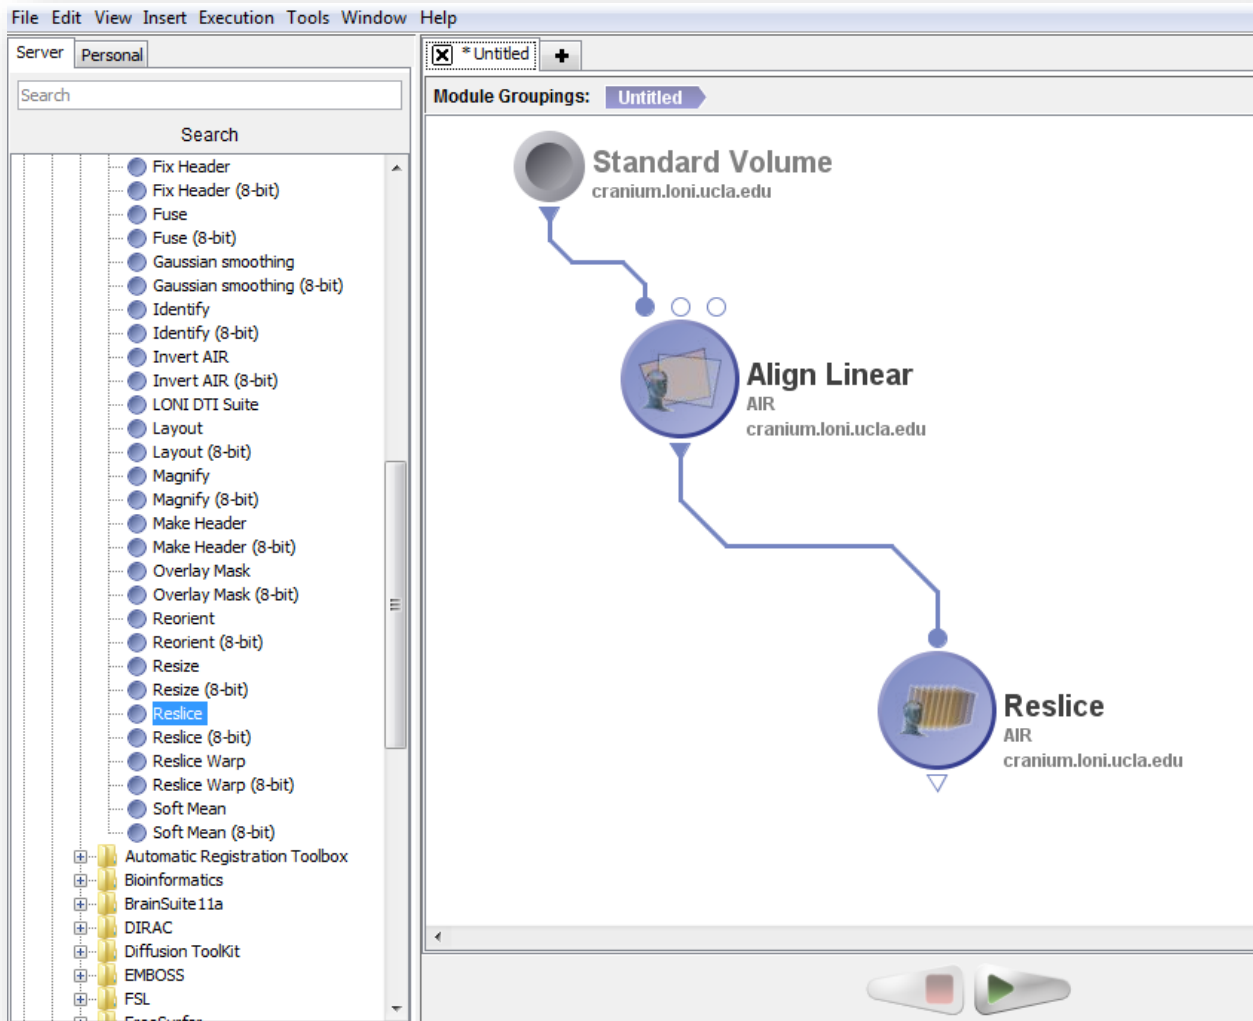 File Edit View Insert Execution Tools Window Help
Server Personal
Search
Search
Fix Header
Fix Header (8-bit)
Fuse
Fuse (8-bit)
Gaussian smoothing
Gaussian smoothing (8-bit)
Identify
Identify (8-bit)
Invert AIR
Invert AIR (8-bit)
LONI DTI Suite
Layout
Layout (8-bit)
Magnify
Magnify (8-bit)
Make Header
Make Header (8-bit)
Overlay Mask
Overlay Mask (8-bit)
Reorient
Reorient (8-bit)
Resize
Resize (8-bit)
Reslice
Reslice (8-bit)
Reslice Warp
Reslice Warp (8-bit)
Soft Mean
Soft Mean (8-bit)
Automatic Registration Toolbox
Bioinformatics
BrainSuite11a
DIRAC
Diffusion ToolKit
EMBOSS
FSL
FreeSurfer
* Untitled
Module Groupings: Untitled
Standard Volume
cranium.loni.ucla.edu
Align Linear
AIR
cranium.loni.ucla.edu
Reslice
AIR
cranium.loni.ucla.edu